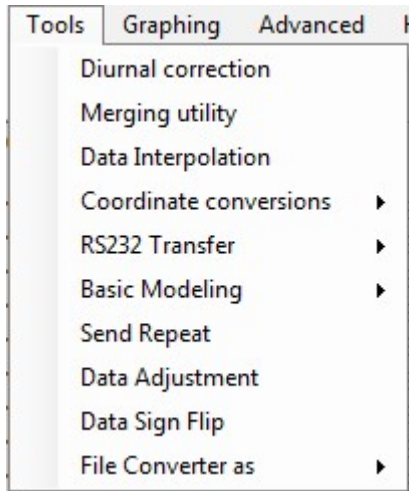 Tools Graphing Advanced
Diurnal correction
Merging utility
Data Interpolation
Coordinate conversions
RS232 Transfer
Basic Modeling
Send Repeat
Data Adjustment
Data Sign Flip
File Converter as